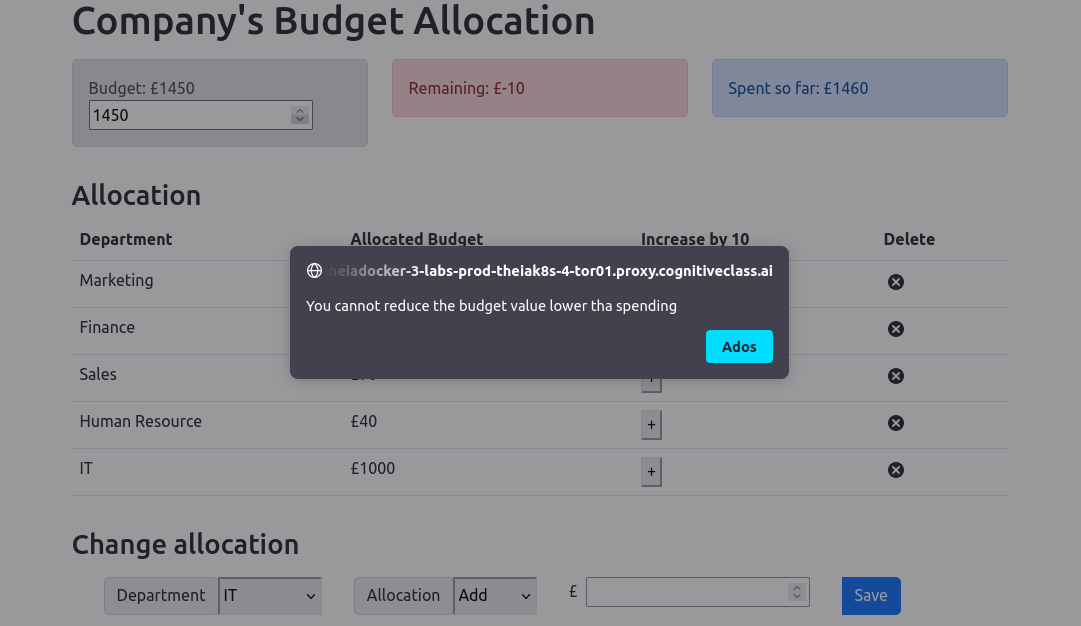 Company's Budget Allocation
Budget: £1450
1450
Remaining: £-10
Spent so far: £1460
Allocation
Department Allocated Budget Increase by 10 Delete
Marketing
heiadocker-3-labs-prod-theiak8s-4-tor01.proxy.cognitiveclass.ai
You cannot reduce the budget value lower tha spending
Finance
Ados
Sales
Human Resource £40 +
IT £1000 +
Change allocation
Department IT Allocation Add £ Save